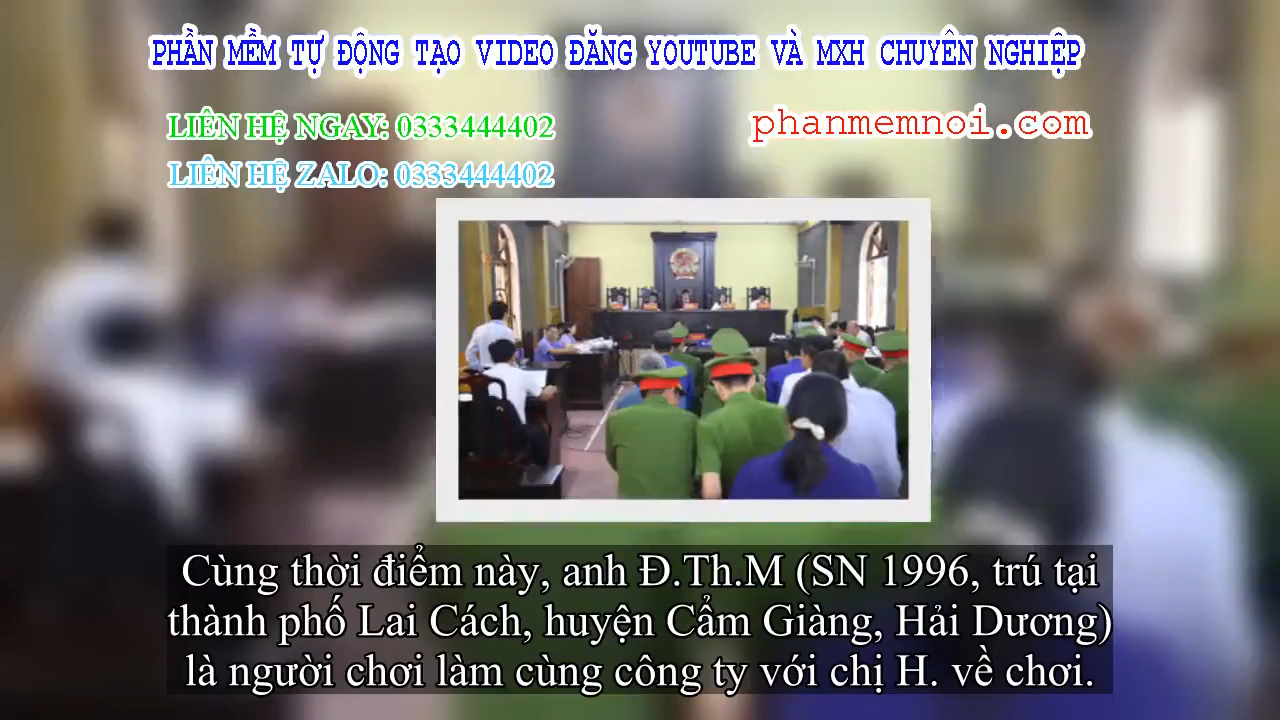 PHẦN MỀM TỰ ĐỘNG TẠO VIDEO ĐĂNG YOUTUBE VÀ MXH CHUYÊN NGHIỆP
LIÊN HỆ NGAY: 0333444402
phanmemnoi.com
LIÊN HỆ ZALO: 0333444402
Cùng thời điểm này, anh Đ.Th.M (SN 1996, trú tại
thành phố Lai Cách, huyện Cẩm Giàng, Hải Dương)
là người chơi làm cùng công ty với chị H. về chơi.